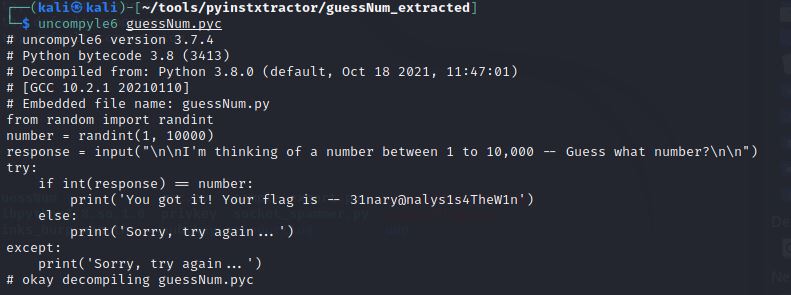 ┌──(kali㉿kali)-[~/tools/pyinstxtractor/guessNum_extracted]
└─$ uncompyle6 guessNum.pyc
# uncompyle6 version 3.7.4
# Python bytecode 3.8 (3413)
# Decompiled from: Python 3.8.0 (default, Oct 18 2021, 11:47:01)
# [GCC 10.2.1 20210110]
# Embedded file name: guessNum.py
from random import randint
number = randint(1, 10000)
response = input("\n\nI'm thinking of a number between 1 to 10,000 -- Guess what number?\n\n")
try:
    if int(response) == number:
        print('You got it! Your flag is -- 31nary@nalys1s4TheW1n')
    else:
        print('Sorry, try again...')
except:
    print('Sorry, try again...')
# okay decompiling guessNum.pyc